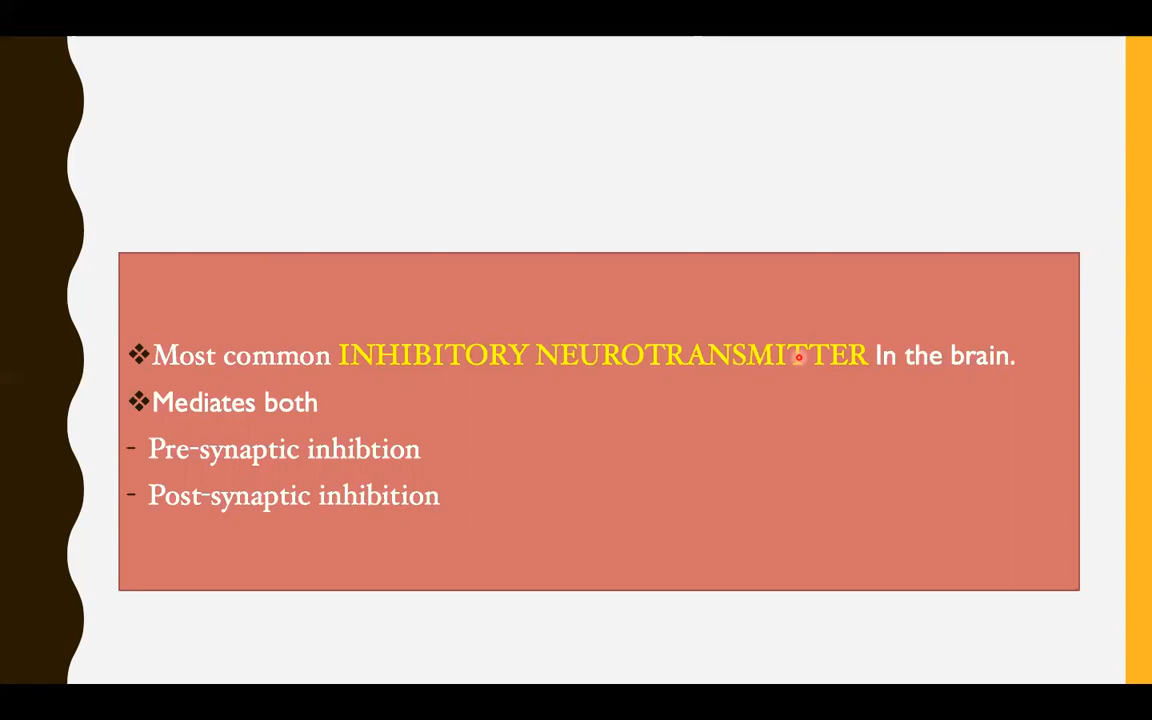 ❖Most common INHIBITORY NEUROTRANSMITTER In the brain.
❖Mediates both
- Pre-synaptic inhibtion
- Post-synaptic inhibition